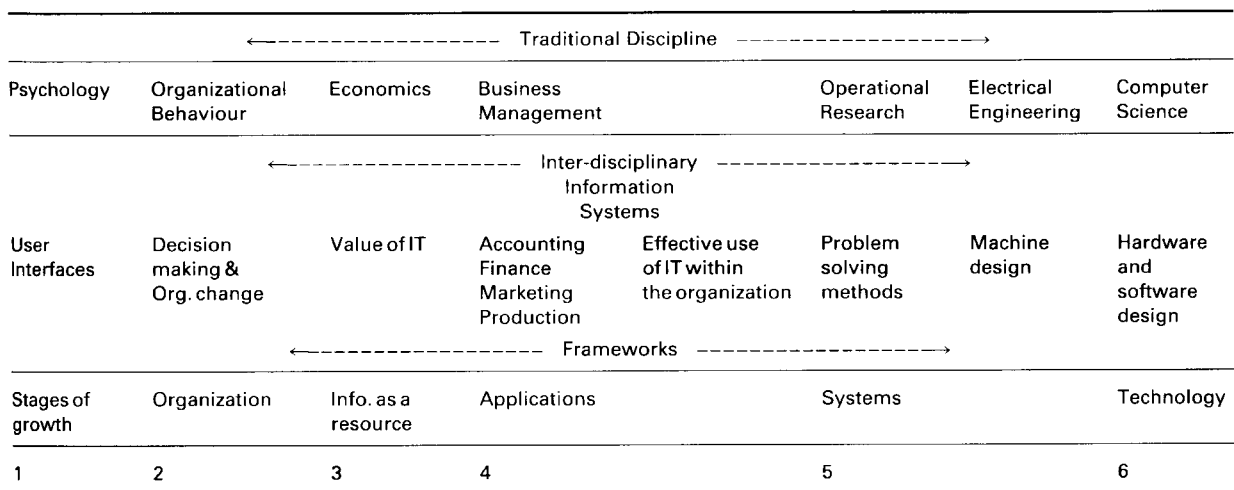 Traditional Discipline
Psychology Organizational Economics Business Operational Electrical Computer
Behaviour Management Research Engineering Science
Inter-disciplinary
Information
Systems
User Decision Value of IT Accounting Effective use Problem Machine Hardware
Interfaces making & Finance of IT within solving design and
Org. change Marketing the organization methods software
Production design
Frameworks
Stages of Organization Info. as a Applications Systems Technology
growth resource
1 2 3 4 5 6